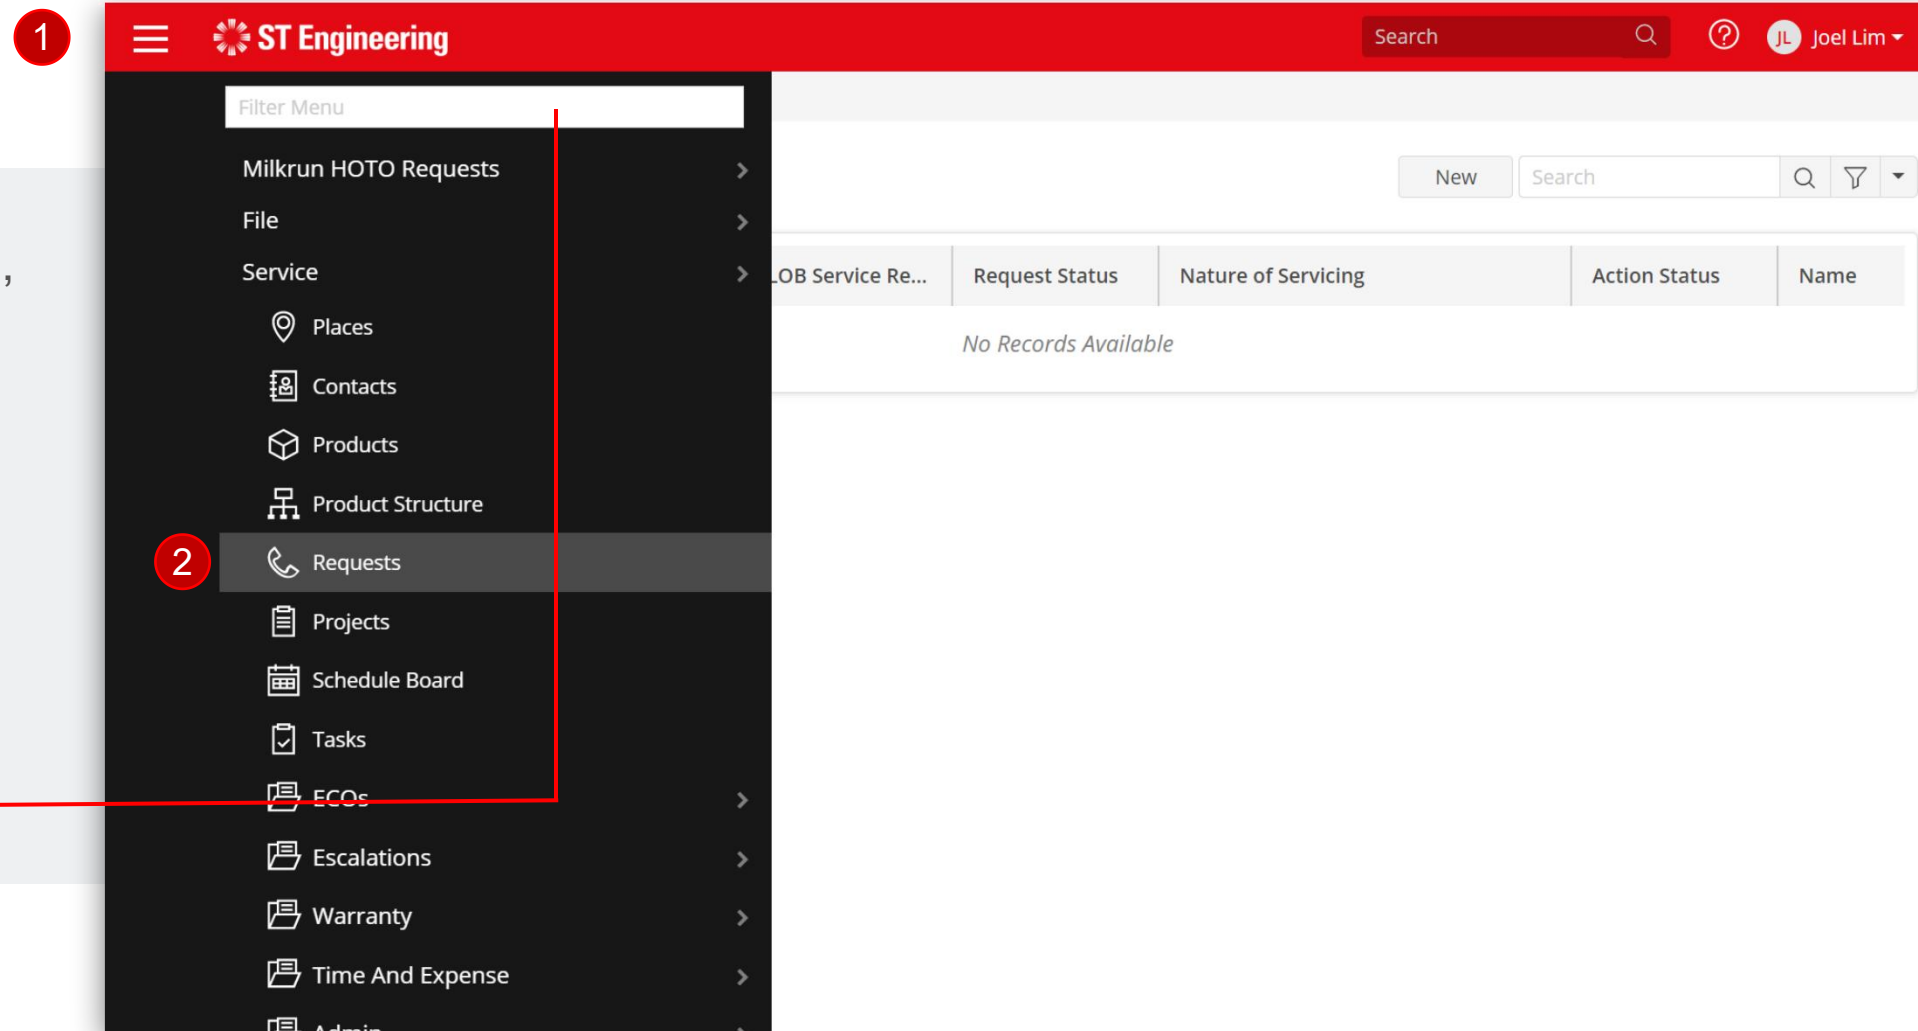 1
ST Engineering
Search
JL Joel Lim
Filter Menu
Milkrun HOTO Requests
New
Search
File
,
Service
LOB Service Re...
Request Status
Nature of Servicing
Action Status
Name
Places
No Records Available
Contacts
Products
Product Structure
2
Requests
Projects
Schedule Board
Tasks
ECOs
Escalations
Warranty
Time And Expense
Admin